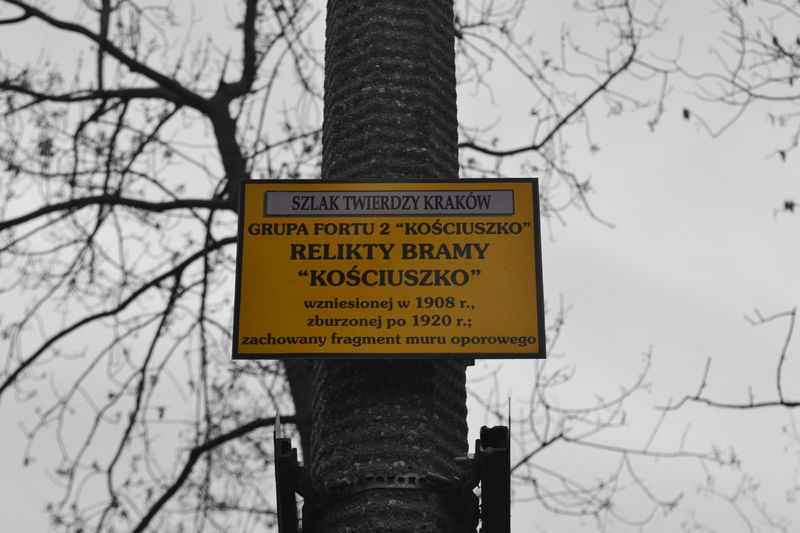 SZLAK TWIERDZY KRAKÓW
GRUPA FORTU 2 “KOŚCIUSZKO”
RELIKTY BRAMY
“KOŚCIUSZKO”
wzniesionej w 1908 r.,
zburzonej po 1920 r.;
zachowany fragment muru oporowego